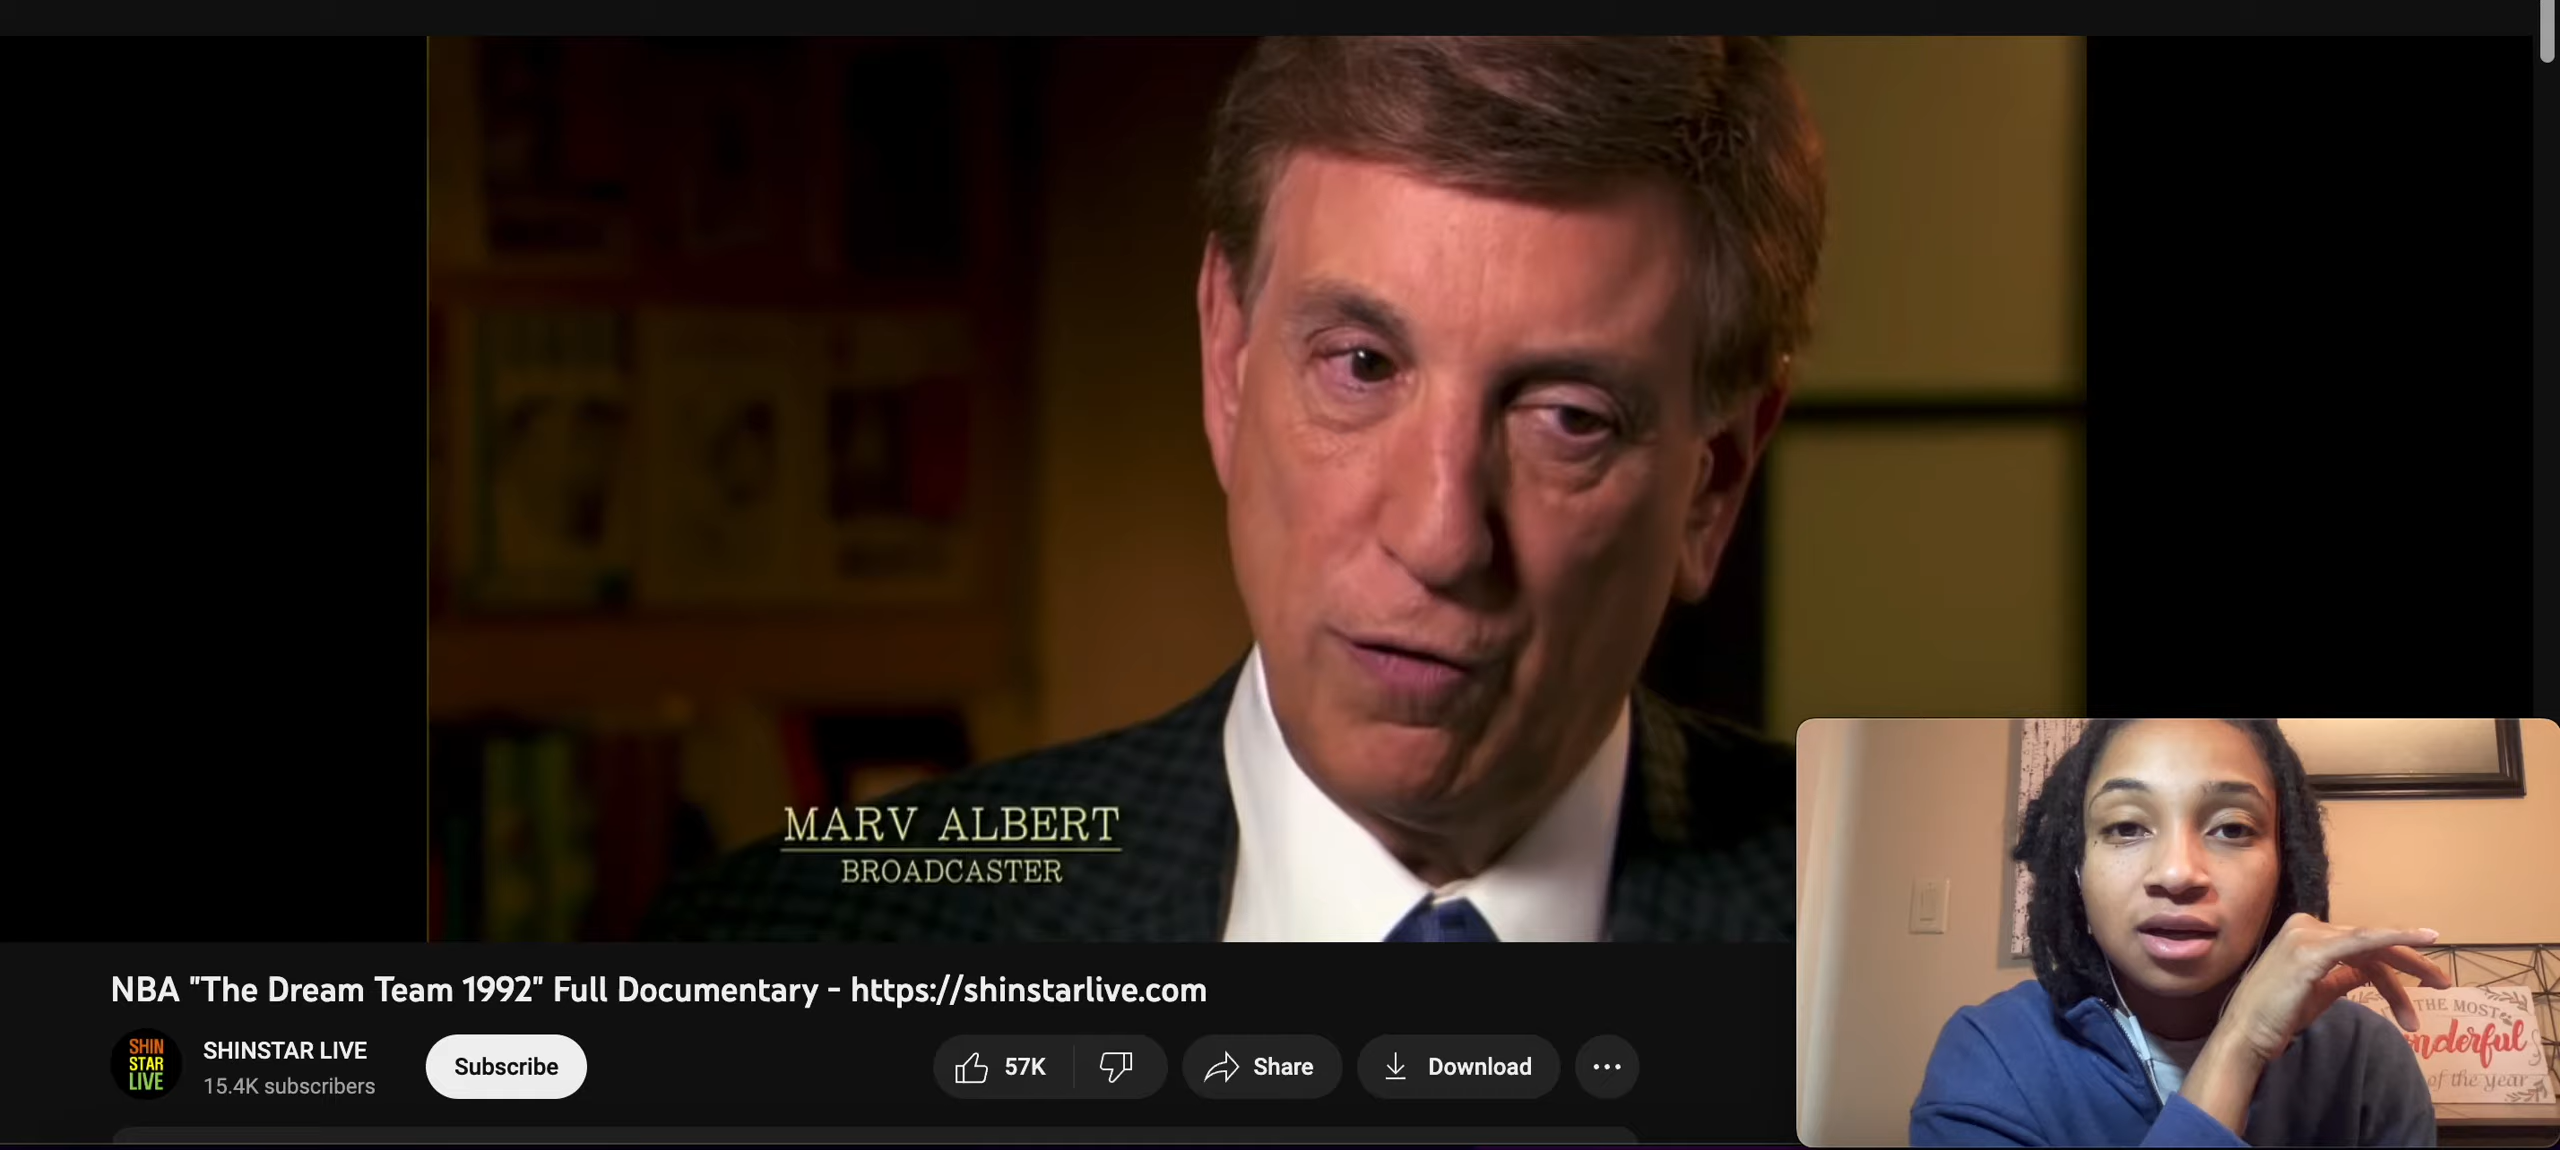 MARV ALBERT
BROADCASTER
NBA "The Dream Team 1992" Full Documentary - https://shinstarlive.com
SHIN
STAR
LIVE
SHINSTAR LIVE
15.4K subscribers
Subscribe
57K
Share
Download
THE MOST
nderful
of the year